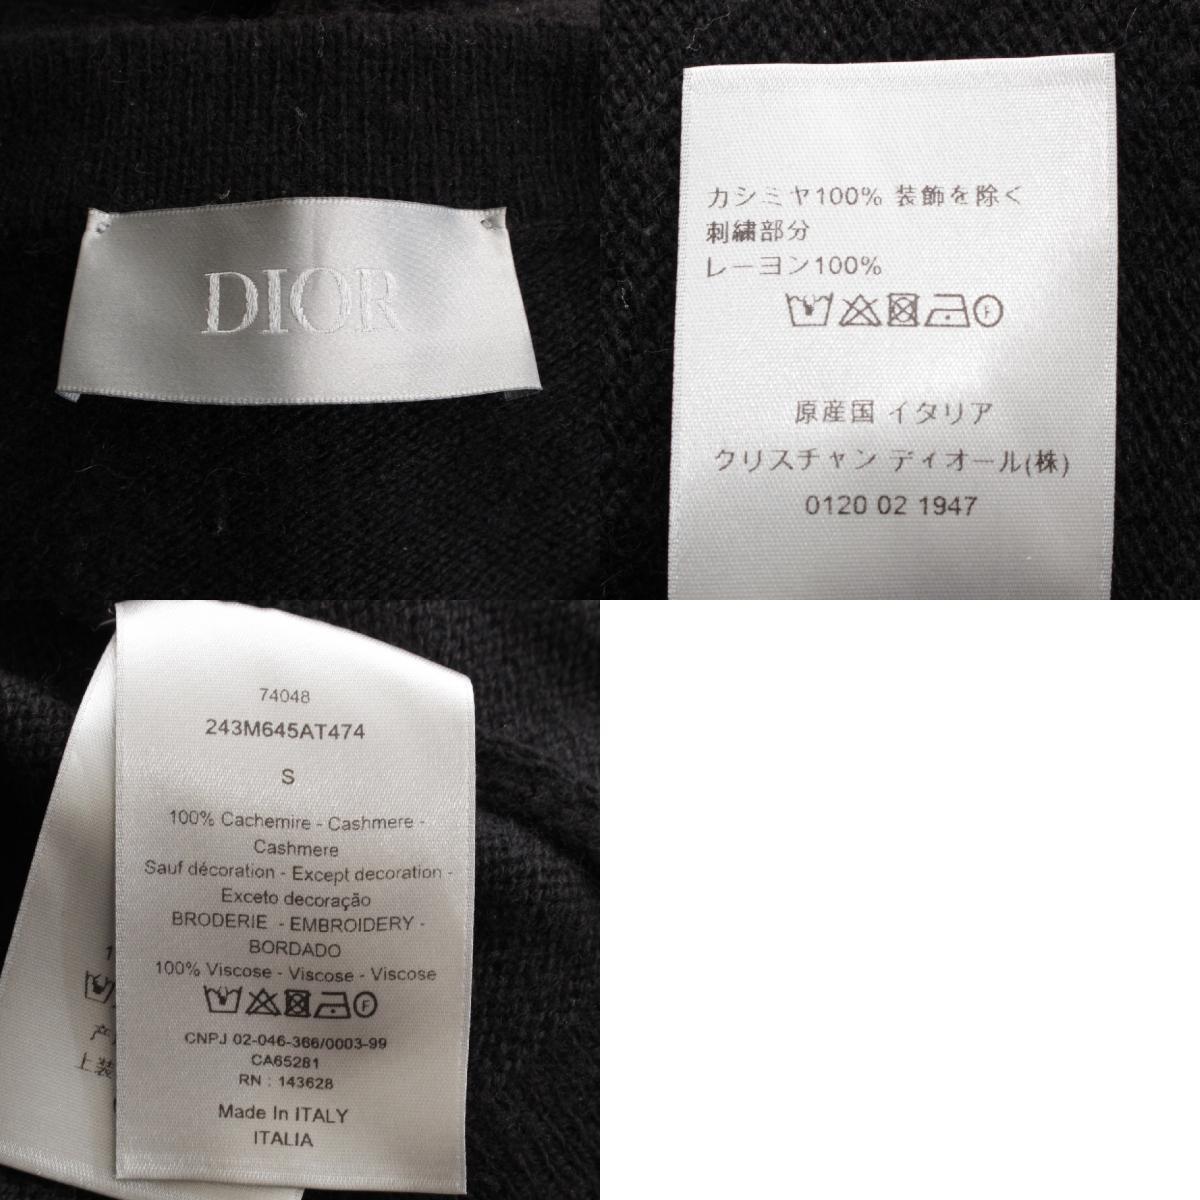 DIOR
カシミヤ100% 装飾を除く
刺繍部分
レーヨン100%
F
原産国 イタリア
クリスチャン ディオール(株)
0120 02 1947
74048
243M645AT474
S
100% Cachemire - Cashmere -
Cashmere
Sauf décoration - Except decoration -
Exceto decoração
BRODERIE - EMBROIDERY -
BORDADO
100% Viscose - Viscose - Viscose
F
CNPJ 02-046-366/0003-99
CA65281
RN : 143628
Made In ITALY
ITALIA
产
上装